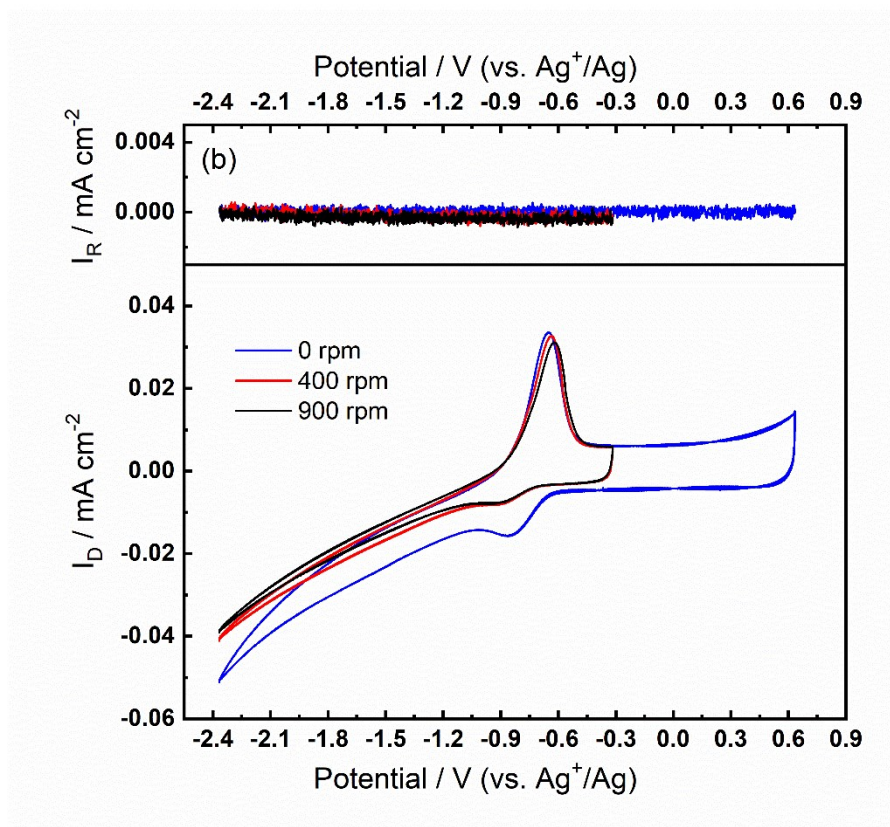 Potential / V (vs. Ag⁺/Ag)
-2.4 -2.1 -1.8 -1.5 -1.2 -0.9 -0.6 -0.3 0.0 0.3 0.6 0.9
(b)
0.004
0.000
I_R / mA cm⁻²
0.04
0.02
0.00
-0.02
-0.04
-0.06
I_D / mA cm⁻²
0 rpm
400 rpm
900 rpm
-2.4 -2.1 -1.8 -1.5 -1.2 -0.9 -0.6 -0.3 0.0 0.3 0.6 0.9
Potential / V (vs. Ag⁺/Ag)